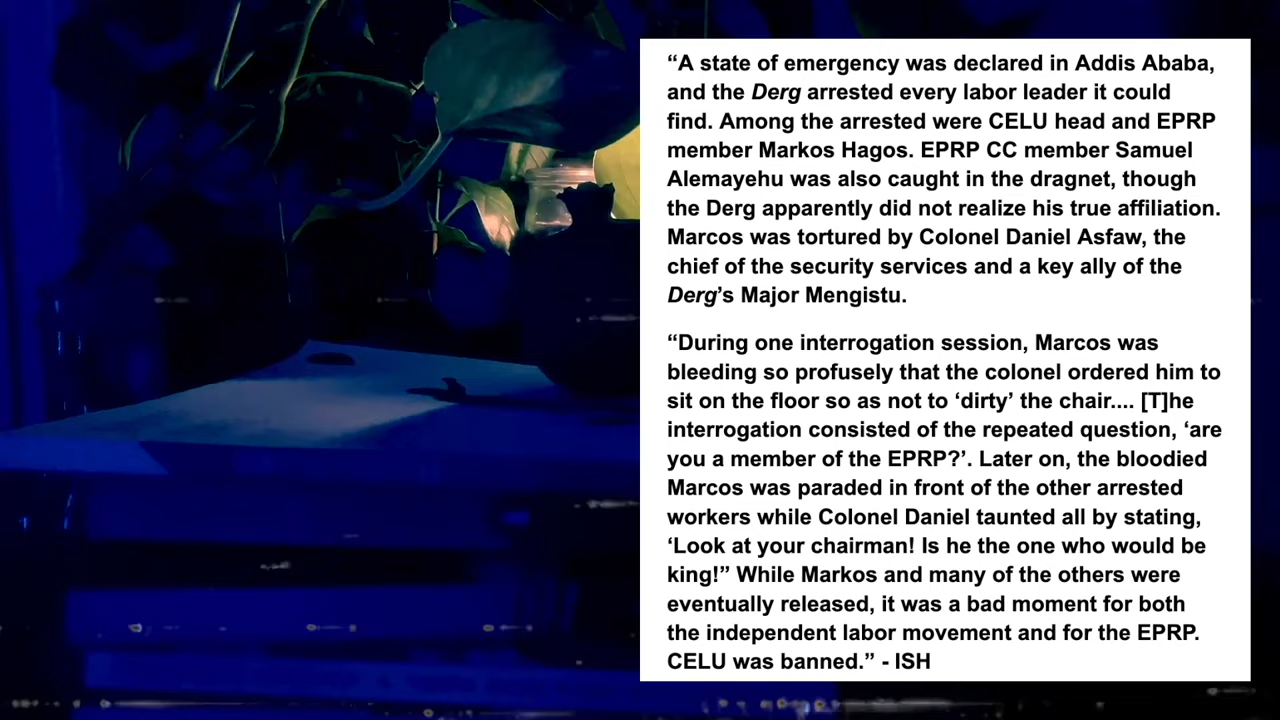 “A state of emergency was declared in Addis Ababa,
and the Derg arrested every labor leader it could
find. Among the arrested were CELU head and EPRP
member Markos Hagos. EPRP CC member Samuel
Alemayehu was also caught in the dragnet, though
the Derg apparently did not realize his true affiliation.
Marcos was tortured by Colonel Daniel Asfaw, the
chief of the security services and a key ally of the
Derg’s Major Mengistu.
“During one interrogation session, Marcos was
bleeding so profusely that the colonel ordered him to
sit on the floor so as not to ‘dirty’ the chair.... [T]he
interrogation consisted of the repeated question, ‘are
you a member of the EPRP?’. Later on, the bloodied
Marcos was paraded in front of the other arrested
workers while Colonel Daniel taunted all by stating,
‘Look at your chairman! Is he the one who would be
king!” While Markos and many of the others were
eventually released, it was a bad moment for both
the independent labor movement and for the EPRP.
CELU was banned.” - ISH